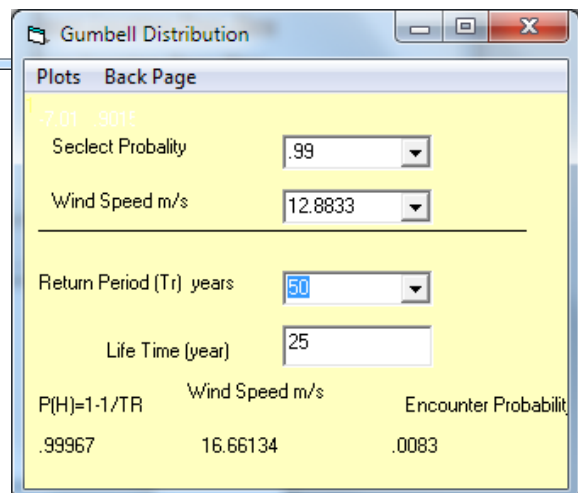 Gumbell Distribution
Plots Back Page
Seclect Probality .99
Wind Speed m/s 12.8833
Return Period (Tr) years 50
Life Time (year) 25
P(H)=1-1/TR Wind Speed m/s Encounter Probabilit
.99967 16.66134 .0083